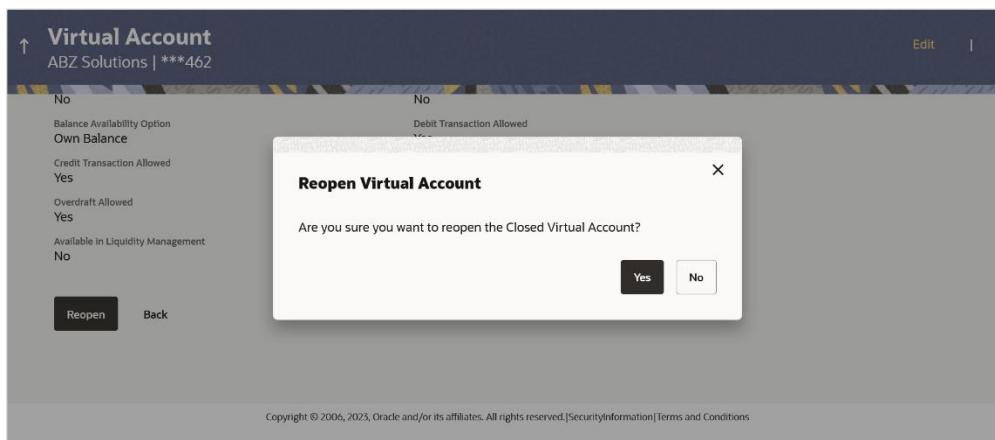 Virtual Account
ABZ Solutions | ***462
Edit |
No
No
Balance Availability Option
Own Balance
Debit Transaction Allowed
Credit Transaction Allowed
Yes
Overdraft Allowed
Yes
Available in Liquidity Management
No
Reopen Virtual Account
Are you sure you want to reopen the Closed Virtual Account?
Yes
No
Reopen
Back
Copyright © 2006, 2023, Oracle and/or its affiliates. All rights reserved.|SecurityInformation|Terms and Conditions